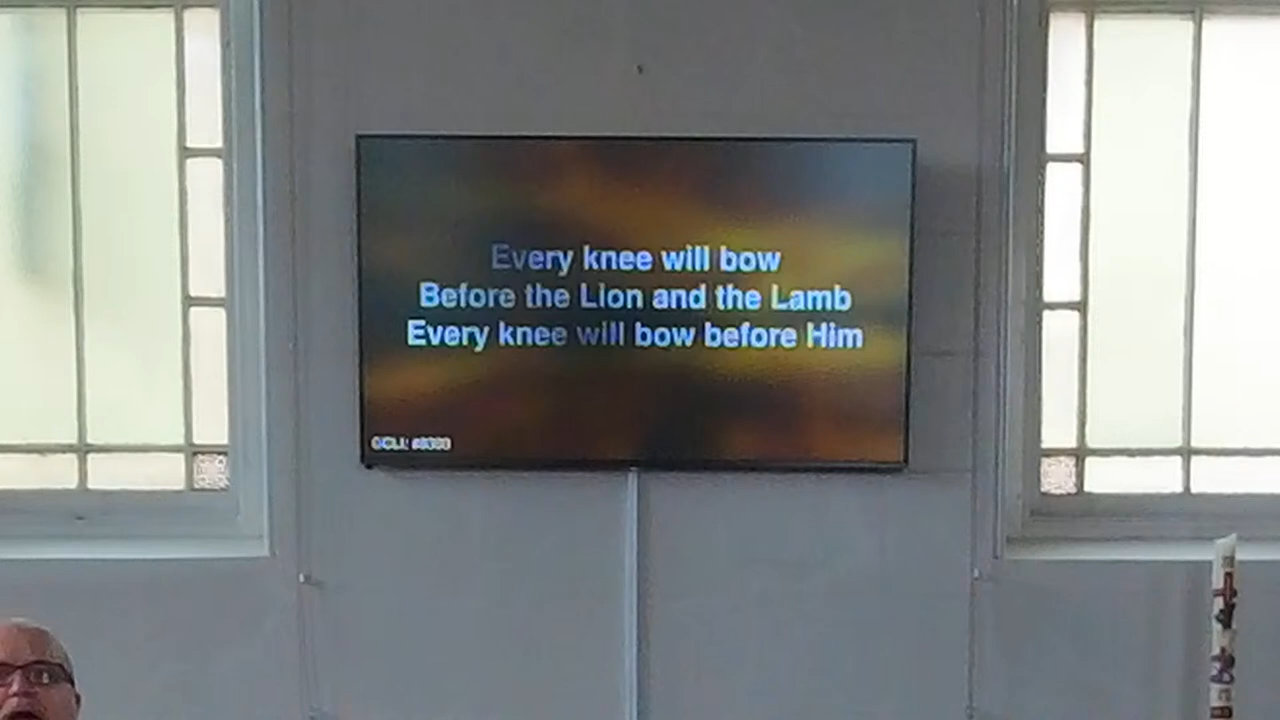 Every knee will bow
Before the Lion and the Lamb
Every knee will bow before Him